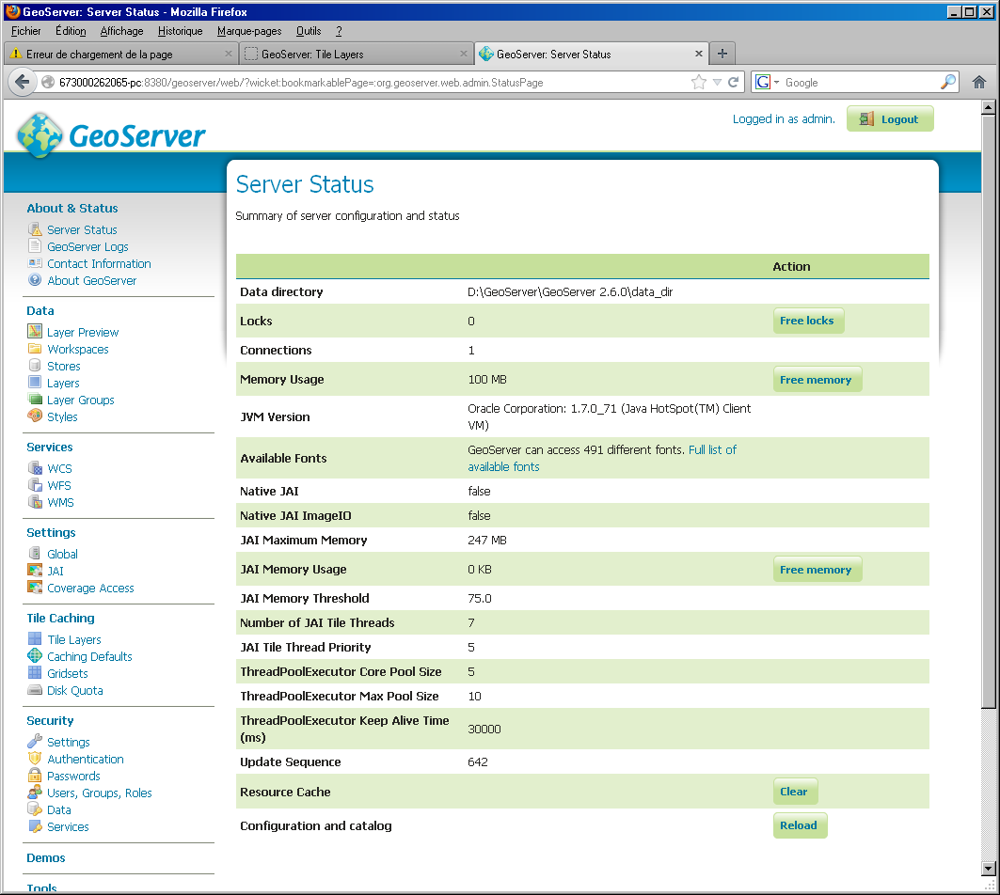 GeoServer: Server Status - Mozilla Firefox
Fichier Édition Affichage Historique Marque-pages Outils ?
Erreur de chargement de la page
GeoServer: Tile Layers
GeoServer: Server Status
673000262065-pc:8380/geoserver/web/?wicket:bookmarkablePage=:org.geoserver.web.admin.StatusPage
Google
GeoServer
Logged in as admin.
Logout
About & Status
Server Status
GeoServer Logs
Contact Information
About GeoServer
Data
Layer Preview
Workspaces
Stores
Layers
Layer Groups
Styles
Services
WCS
WFS
WMS
Settings
Global
JAI
Coverage Access
Tile Caching
Tile Layers
Caching Defaults
Gridsets
Disk Quota
Security
Settings
Authentication
Passwords
Users, Groups, Roles
Data
Services
Demos
Tools
Server Status
Summary of server configuration and status
Action
Data directory D:\GeoServer\GeoServer 2.6.0\data_dir
Locks 0 Free locks
Connections 1
Memory Usage 100 MB Free memory
JVM Version Oracle Corporation: 1.7.0_71 (Java HotSpot(TM) Client
VM)
Available Fonts GeoServer can access 491 different fonts. Full list of
available fonts
Native JAI false
Native JAI ImageIO false
JAI Maximum Memory 247 MB
JAI Memory Usage 0 KB Free memory
JAI Memory Threshold 75.0
Number of JAI Tile Threads 7
JAI Tile Thread Priority 5
ThreadPoolExecutor Core Pool Size 5
ThreadPoolExecutor Max Pool Size 10
ThreadPoolExecutor Keep Alive Time
(ms) 30000
Update Sequence 642
Resource Cache Clear
Configuration and catalog Reload